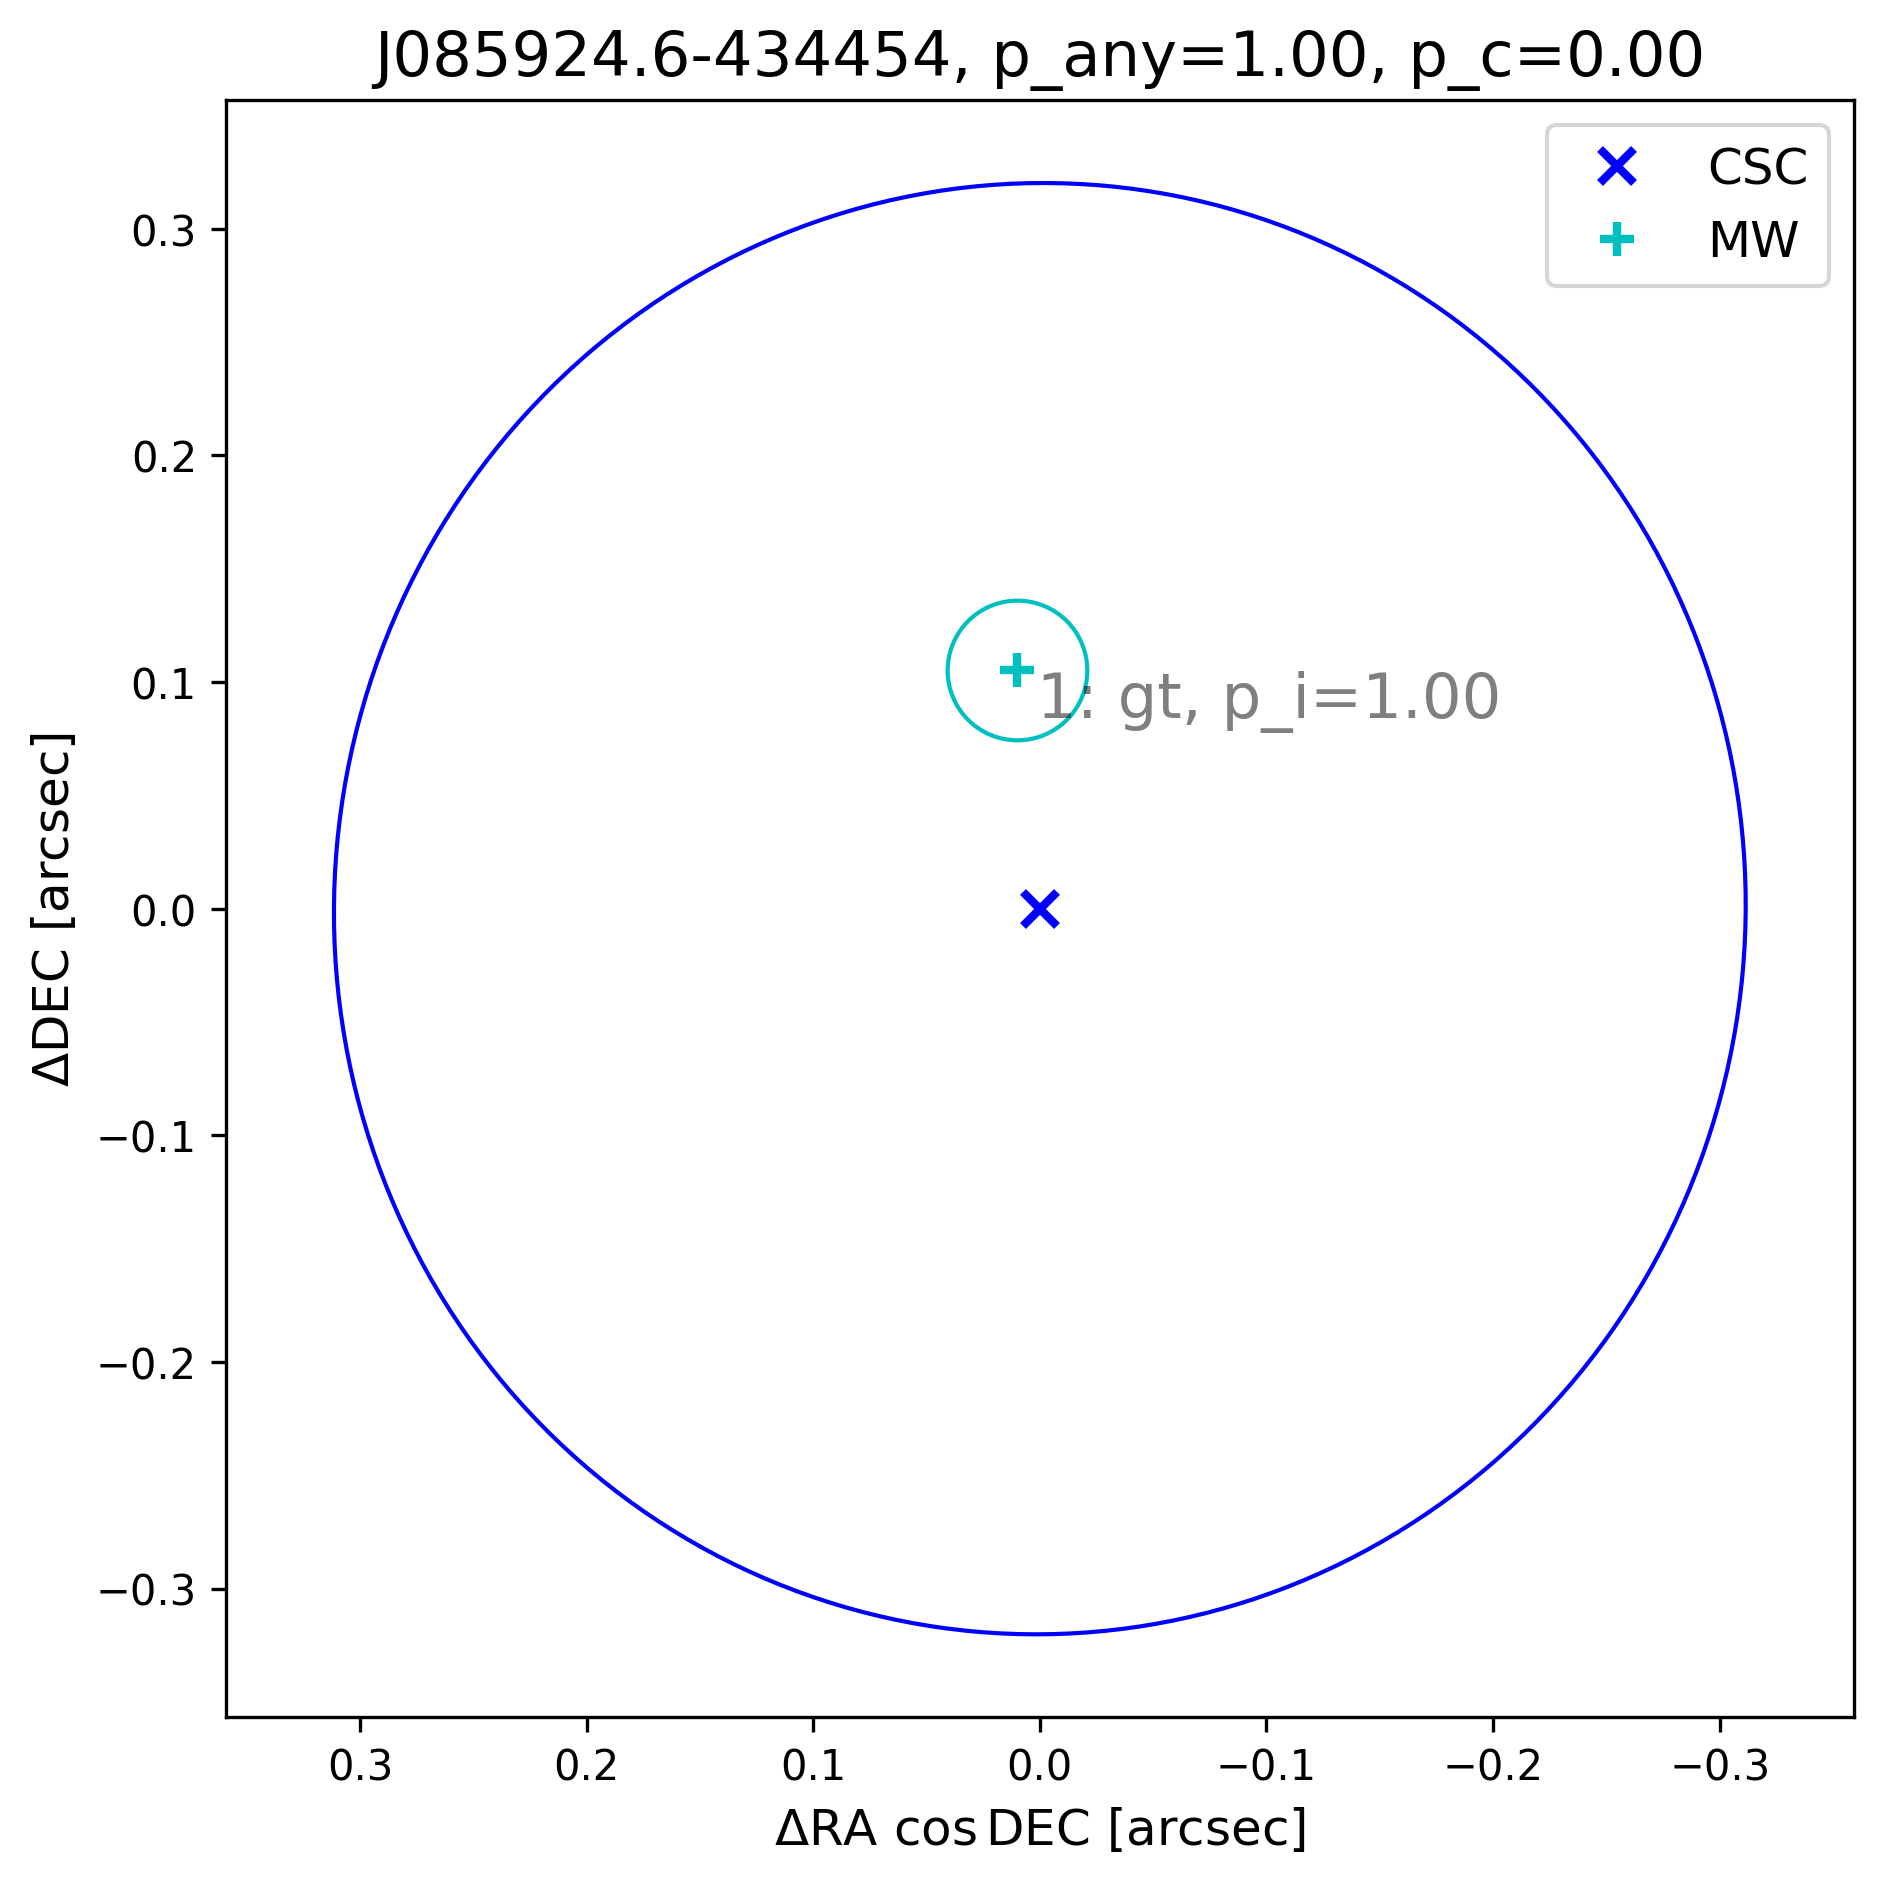 J085924.6-434454, p_any=1.00, p_c=0.00
CSC
MW
0.3
0.2
0.1
0.0
−0.1
−0.2
−0.3
1: gt, p_i=1.00
ΔDEC [arcsec]
0.3 0.2 0.1 0.0 −0.1 −0.2 −0.3
ΔRA cos DEC [arcsec]